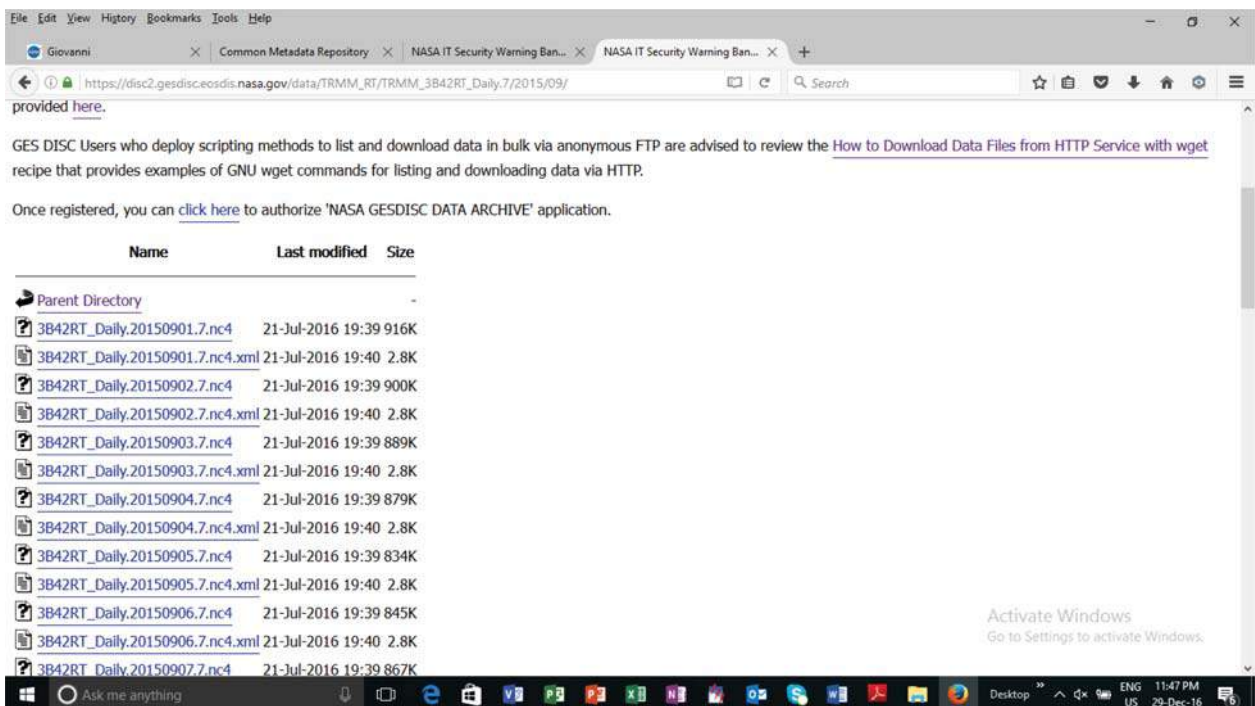 File Edit View History Bookmarks Tools Help
Giovanni
Common Metadata Repository
NASA IT Security Warning Ban...
NASA IT Security Warning Ban...
https://disc2.gesdisc.eosdis.nasa.gov/data/TRMM_RT/TRMM_3B42RT_Daily.7/2015/09/
Search
provided here.
GES DISC Users who deploy scripting methods to list and download data in bulk via anonymous FTP are advised to review the How to Download Data Files from HTTP Service with wget
recipe that provides examples of GNU wget commands for listing and downloading data via HTTP.
Once registered, you can click here to authorize 'NASA GESDISC DATA ARCHIVE' application.
Name Last modified Size
Parent Directory -
3B42RT_Daily.20150901.7.nc4 21-Jul-2016 19:39 916K
3B42RT_Daily.20150901.7.nc4.xml 21-Jul-2016 19:40 2.8K
3B42RT_Daily.20150902.7.nc4 21-Jul-2016 19:39 900K
3B42RT_Daily.20150902.7.nc4.xml 21-Jul-2016 19:40 2.8K
3B42RT_Daily.20150903.7.nc4 21-Jul-2016 19:39 889K
3B42RT_Daily.20150903.7.nc4.xml 21-Jul-2016 19:40 2.8K
3B42RT_Daily.20150904.7.nc4 21-Jul-2016 19:39 879K
3B42RT_Daily.20150904.7.nc4.xml 21-Jul-2016 19:40 2.8K
3B42RT_Daily.20150905.7.nc4 21-Jul-2016 19:39 834K
3B42RT_Daily.20150905.7.nc4.xml 21-Jul-2016 19:40 2.8K
3B42RT_Daily.20150906.7.nc4 21-Jul-2016 19:39 845K
3B42RT_Daily.20150906.7.nc4.xml 21-Jul-2016 19:40 2.8K
3B42RT_Daily.20150907.7.nc4 21-Jul-2016 19:39 867K
Activate Windows
Go to Settings to activate Windows.
Ask me anything
Desktop
ENG
US
11:47 PM
29-Dec-16